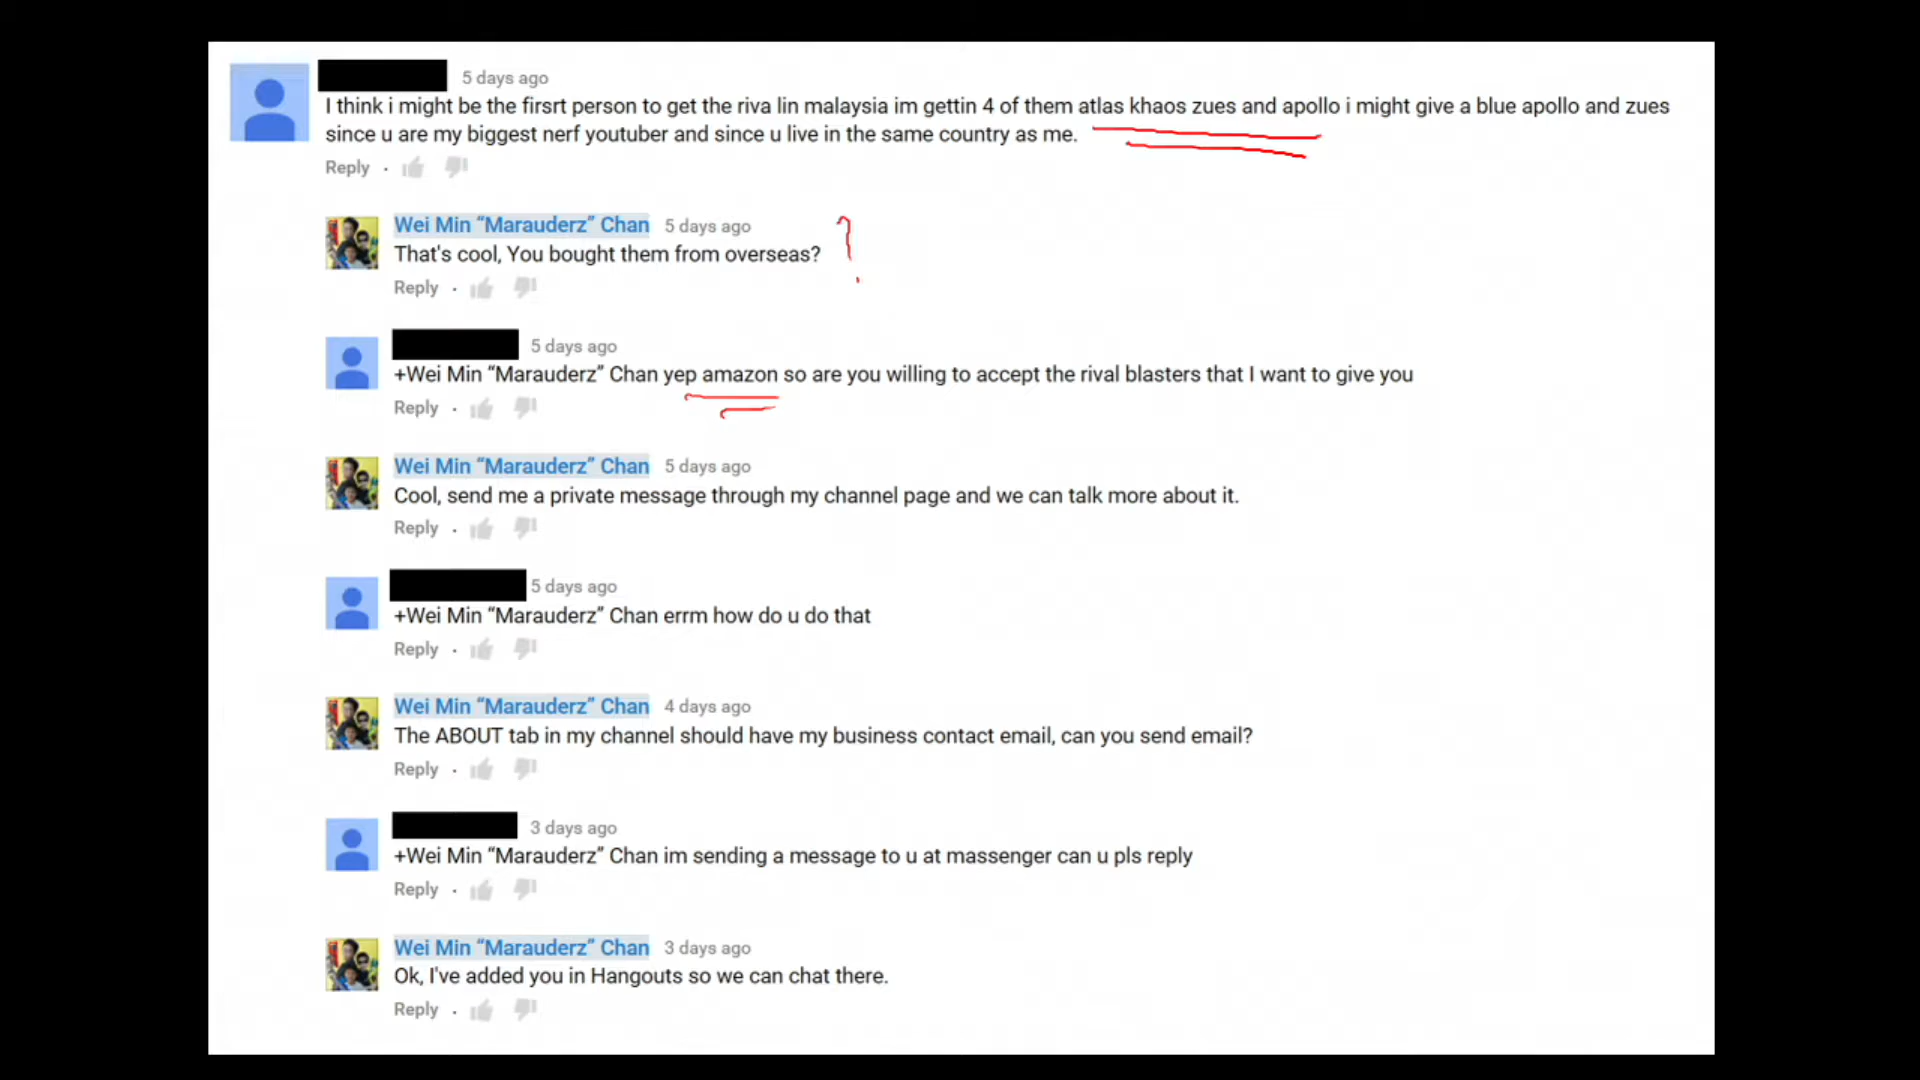 5 days ago
I think i might be the firsrt person to get the riva lin malaysia im gettin 4 of them atlas khaos zues and apollo i might give a blue apollo and zues
since u are my biggest nerf youtuber and since u live in the same country as me.
Reply ·
Wei Min “Marauderz” Chan 5 days ago
That's cool, You bought them from overseas?
?
Reply ·
5 days ago
+Wei Min “Marauderz” Chan yep amazon so are you willing to accept the rival blasters that I want to give you
Reply ·
Wei Min “Marauderz” Chan 5 days ago
Cool, send me a private message through my channel page and we can talk more about it.
Reply ·
5 days ago
+Wei Min “Marauderz” Chan errm how do u do that
Reply ·
Wei Min “Marauderz” Chan 4 days ago
The ABOUT tab in my channel should have my business contact email, can you send email?
Reply ·
3 days ago
+Wei Min “Marauderz” Chan im sending a message to u at massenger can u pls reply
Reply ·
Wei Min “Marauderz” Chan 3 days ago
Ok, I've added you in Hangouts so we can chat there.
Reply ·